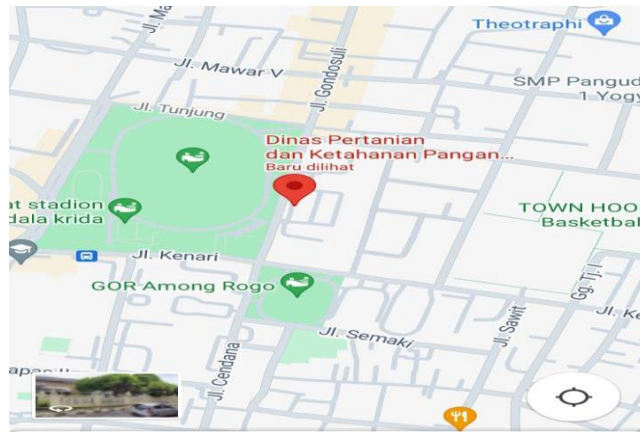 Jl. Ma
Theotraphi
Jl. Mawar V
Jl. Gondosuli
SMP Pangud
1 Yogy
Jl. Tunjung
Dinas Pertanian
dan Ketahanan Pangan...
Baru dilihat
at stadion
dala krida
TOWN HOO
Basketbal
Jl. Kenari
GOR Among Rogo
Gg. Tj. I
Jl. Ke
Jl. Semaki
Jl. Sawit
Jl. Cendana